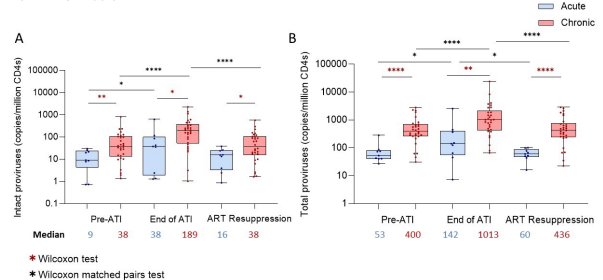 Acute
Chronic
A
B
Intact proviruses (copies/million CD4s)
100000
10000
1000
100
10
1
0.1
****
****
*
**
*
*
Pre-ATI
End of ATI
ART Resuppression
Median
9
38
38
189
16
38
Total proviruses (copies/million CD4s)
100000
10000
1000
100
10
1
****
****
*
*
****
**
****
Pre-ATI
End of ATI
ART Resuppression
53
400
142
1013
60
436
* Wilcoxon test
* Wilcoxon matched pairs test